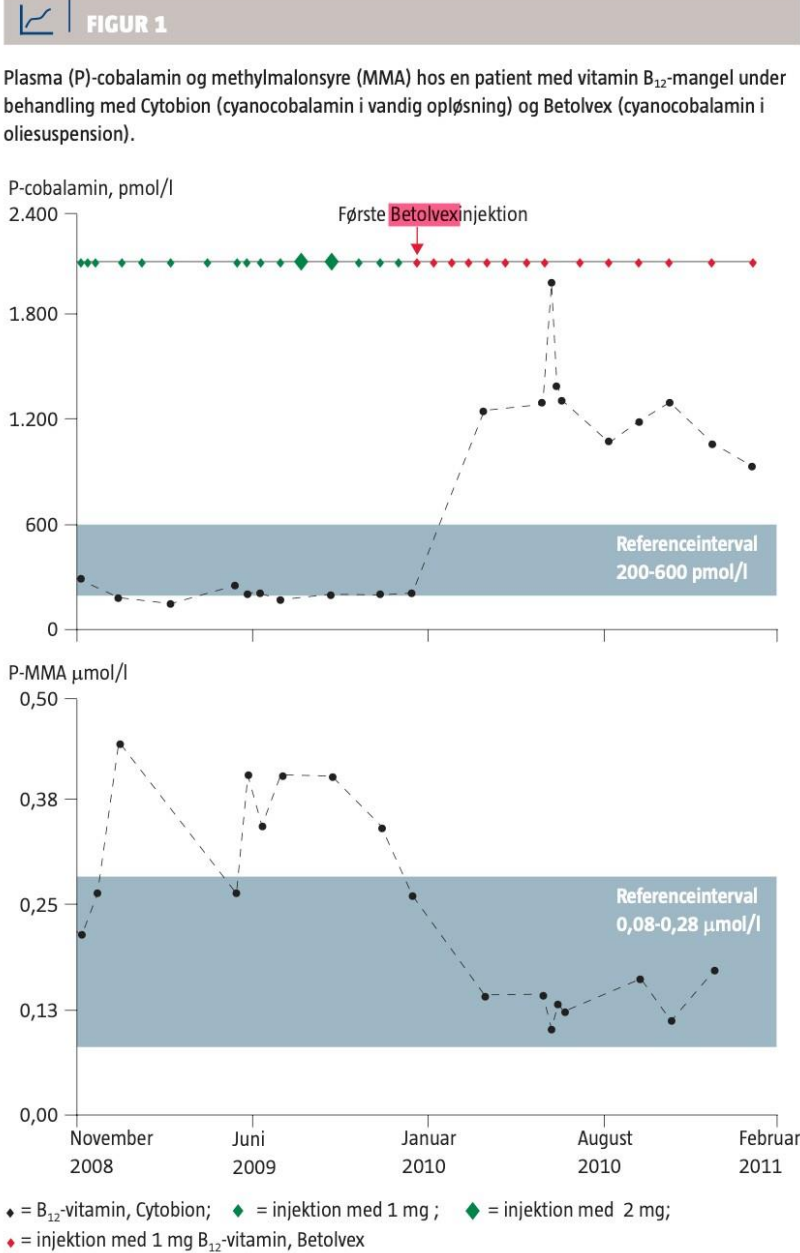 FIGUR 1
Plasma (P)-cobalamin og methylmalonsyre (MMA) hos en patient med vitamin B₁₂-mangel under
behandling med Cytobion (cyanocobalamin i vandig opløsning) og Betolvex (cyanocobalamin i
oliesuspension).
P-cobalamin, pmol/l
2.400
Første Betolvexinjektion
1.800
1.200
600
Referenceinterval
200-600 pmol/l
0
P-MMA μmol/l
0,50
0,38
Referenceinterval
0,25
0,08-0,28 μmol/l
0,13
0,00
November Juni Januar August Februar
2008 2009 2010 2010 2011
= B₁₂-vitamin, Cytobion; = injektion med 1 mg ; = injektion med 2 mg;
= injektion med 1 mg B₁₂-vitamin, Betolvex